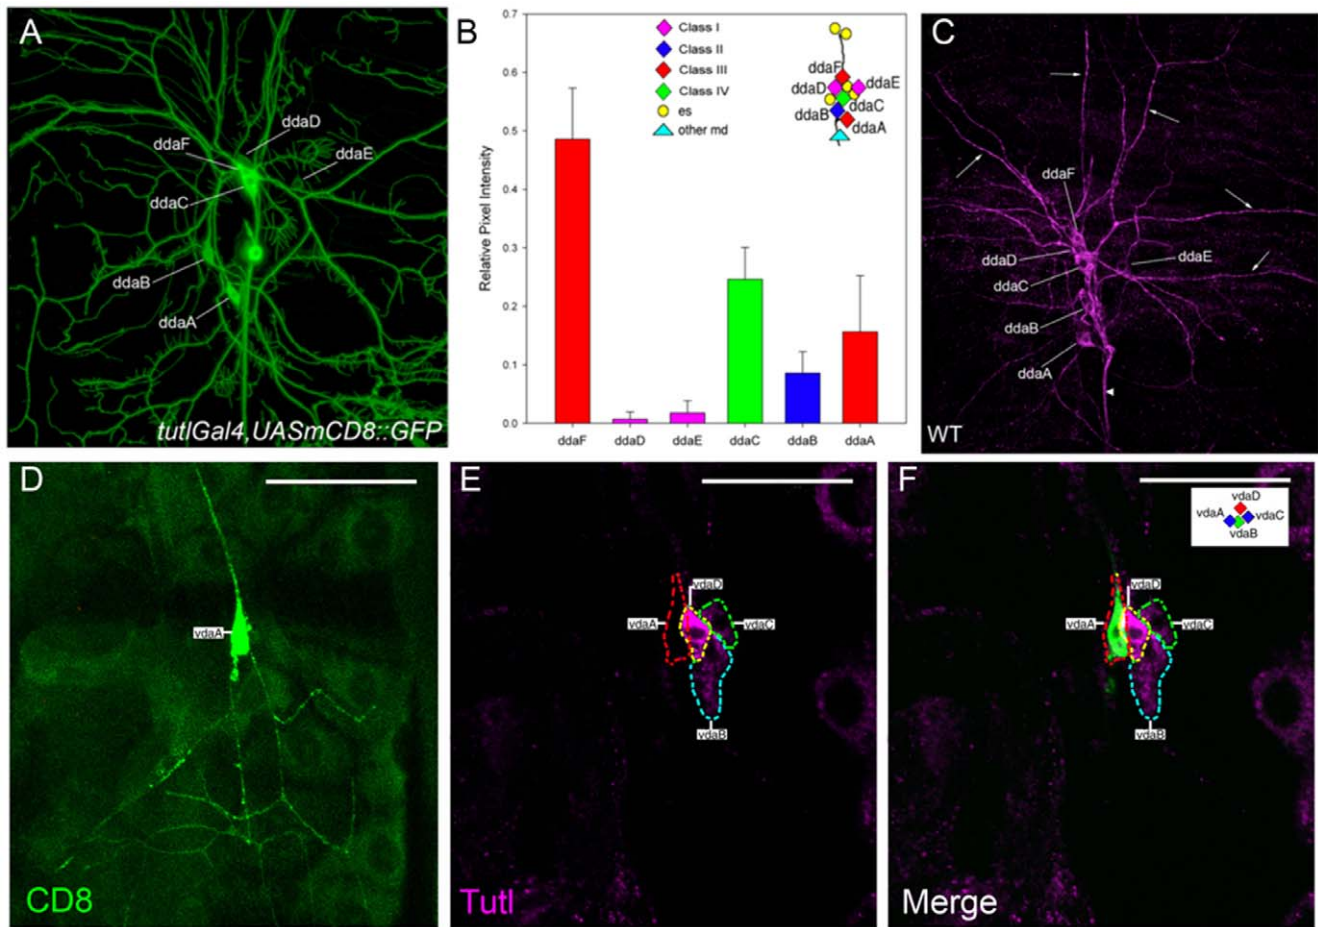 A
ddaD
ddaF
ddaE
ddaC
ddaB
ddaA
tutlGal4,UASmCD8::GFP
B
0.7
0.6
0.5
0.4
0.3
0.2
0.1
0.0
Relative Pixel Intensity
Class I
Class II
Class III
Class IV
es
other md
ddaF
ddaD
ddaE
ddaC
ddaB
ddaA
ddaF
ddaD
ddaE
ddaC
ddaB
ddaA
C
ddaF
ddaD
ddaE
ddaC
ddaB
ddaA
WT
D
vdaA
CD8
E
vdaD
vdaA
vdaC
vdaB
Tutl
F
vdaD
vdaA
vdaC
vdaB
vdaD
vdaA
vdaC
vdaB
Merge